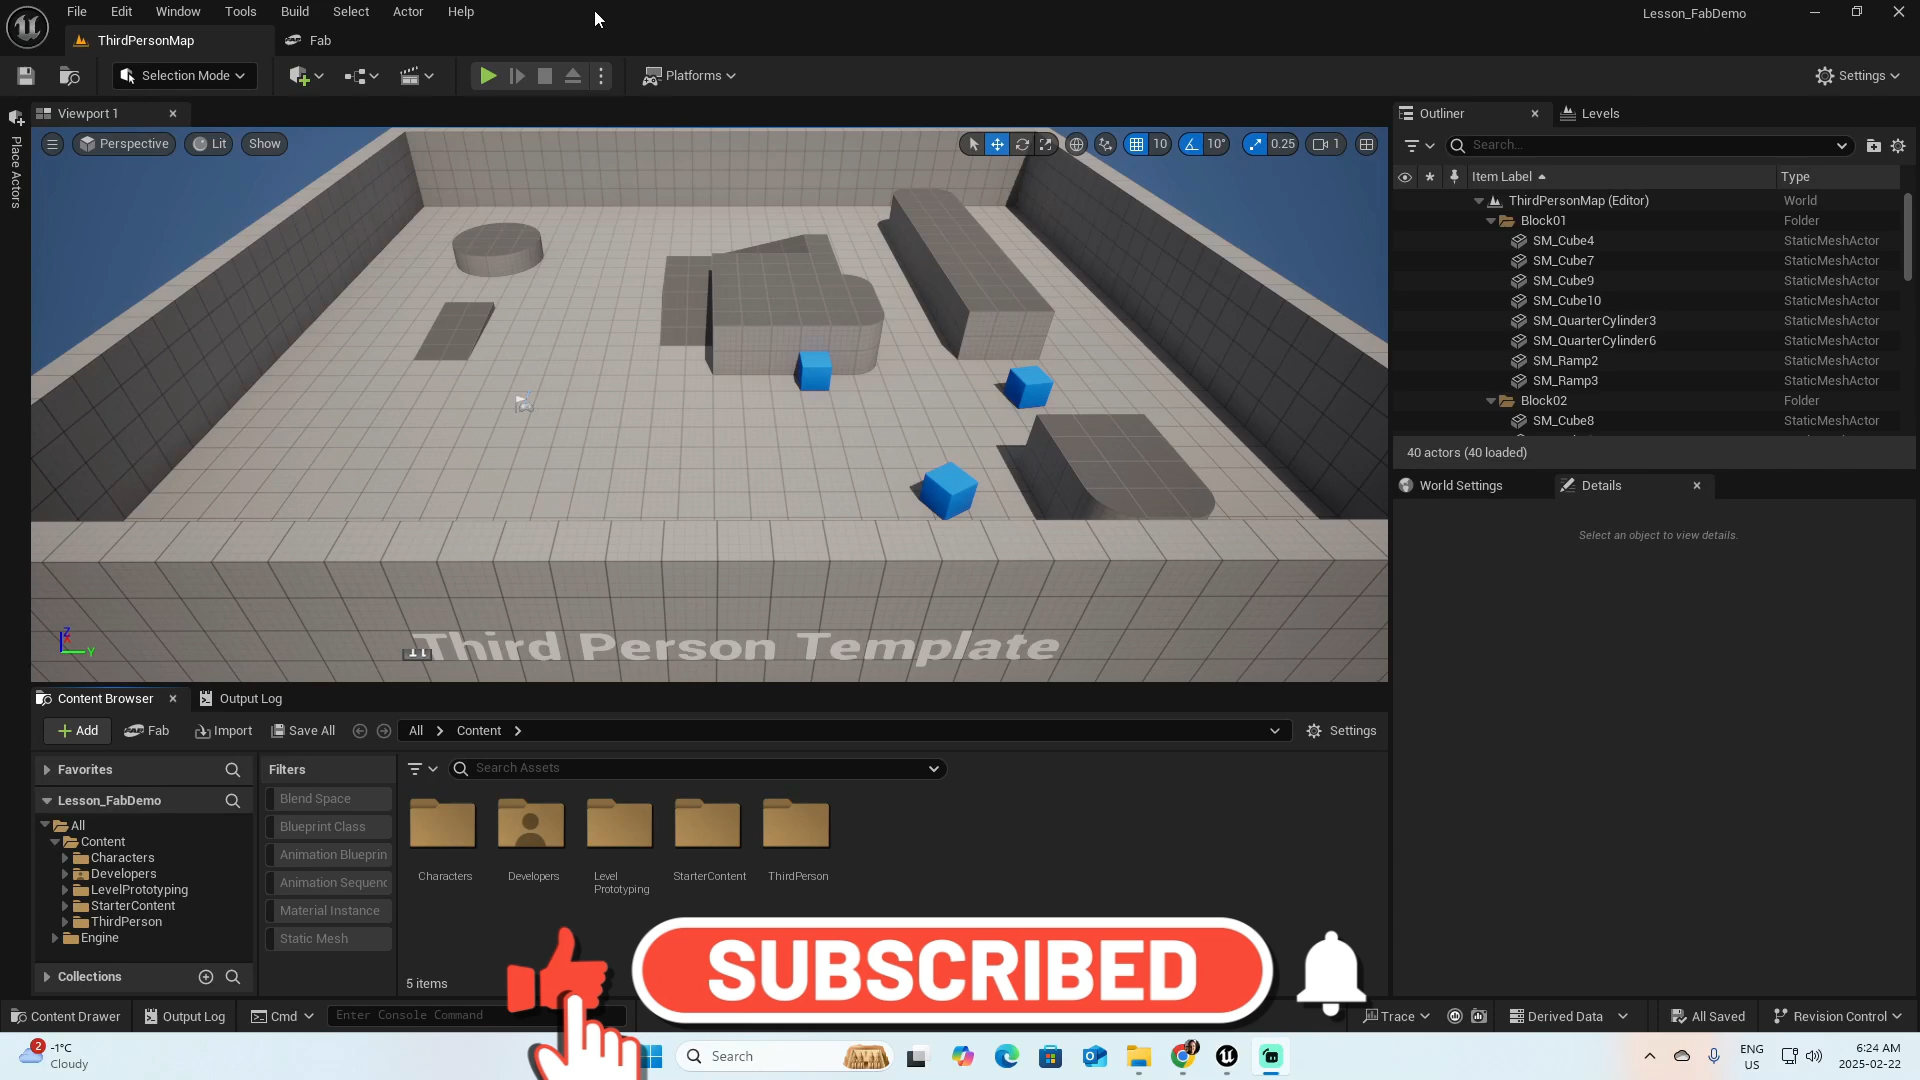 File Edit Window Tools Build Select Actor Help
Lesson_FabDemo
ThirdPersonMap
Fab
Selection Mode
Platforms
Settings
Viewport 1
Perspective
Lit
Show
10
10°
0.25
1
Third Person Template
Z
Y
Outliner
Levels
Search...
Item Label
Type
ThirdPersonMap (Editor) World
Block01 Folder
SM_Cube4 StaticMeshActor
SM_Cube7 StaticMeshActor
SM_Cube9 StaticMeshActor
SM_Cube10 StaticMeshActor
SM_QuarterCylinder3 StaticMeshActor
SM_QuarterCylinder6 StaticMeshActor
SM_Ramp2 StaticMeshActor
SM_Ramp3 StaticMeshActor
Block02 Folder
SM_Cube8 StaticMeshActor
40 actors (40 loaded)
World Settings
Details
Select an object to view details.
Content Browser
Output Log
Add
Fab
Import
Save All
All
Content
Settings
Favorites
Lesson_FabDemo
All
Content
Characters
Developers
LevelPrototyping
StarterContent
ThirdPerson
Engine
Collections
Filters
Blend Space
Blueprint Class
Animation Blueprin
Animation Sequenc
Material Instance
Static Mesh
Search Assets
Characters
Developers
Level
Prototyping
StarterContent
ThirdPerson
5 items
SUBSCRIBED
Content Drawer
Output Log
Cmd
Enter Console Command
Trace
Derived Data
All Saved
Revision Control
2
-1°C
Cloudy
Search
ENG
US
6:24 AM
2025-02-22